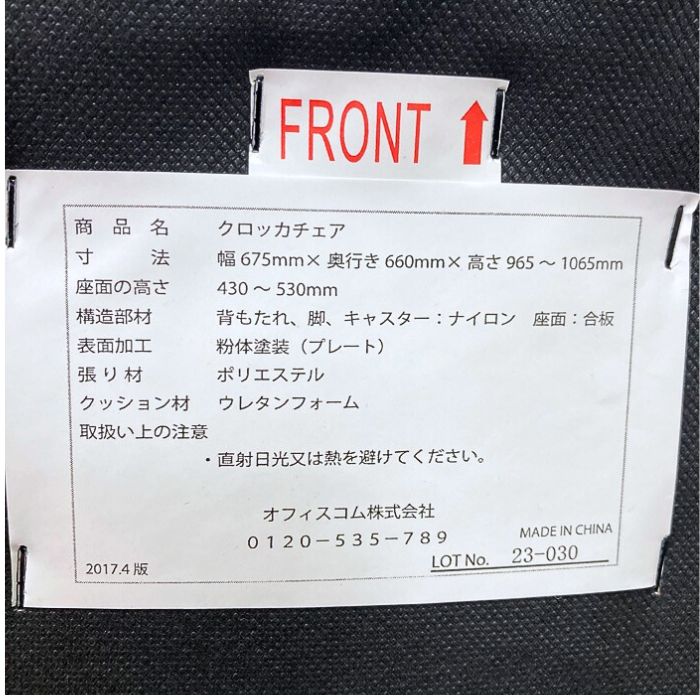 FRONT ↑
商品名 クロッカチェア
寸法 幅 675mm× 奥行き 660mm× 高さ 965 ～ 1065mm
座面の高さ 430 ～ 530mm
構造部材 背もたれ、脚、キャスター：ナイロン 座面：合板
表面加工 粉体塗装（プレート）
張り材 ポリエステル
クッション材 ウレタンフォーム
取扱い上の注意
・直射日光又は熱を避けてください。
オフィスコム株式会社
0120－535－789
MADE IN CHINA
2017.4 版 LOT No. 23-030